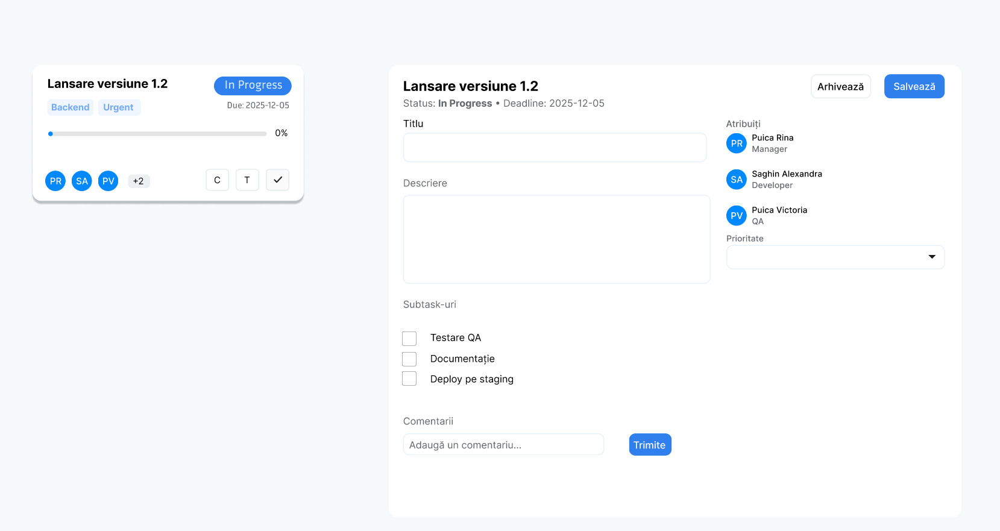 Lansare versiune 1.2
In Progress
Backend Urgent
Due: 2025-12-05
0%
PR SA PV +2
C T
Lansare versiune 1.2
Status: In Progress • Deadline: 2025-12-05
Arhivează
Salvează
Titlu
Descriere
Subtask-uri
Testare QA
Documentație
Deploy pe staging
Comentarii
Adaugă un comentariu...
Trimite
Atribuiți
PR
Puica Rina
Manager
SA
Saghin Alexandra
Developer
PV
Puica Victoria
QA
Prioritate